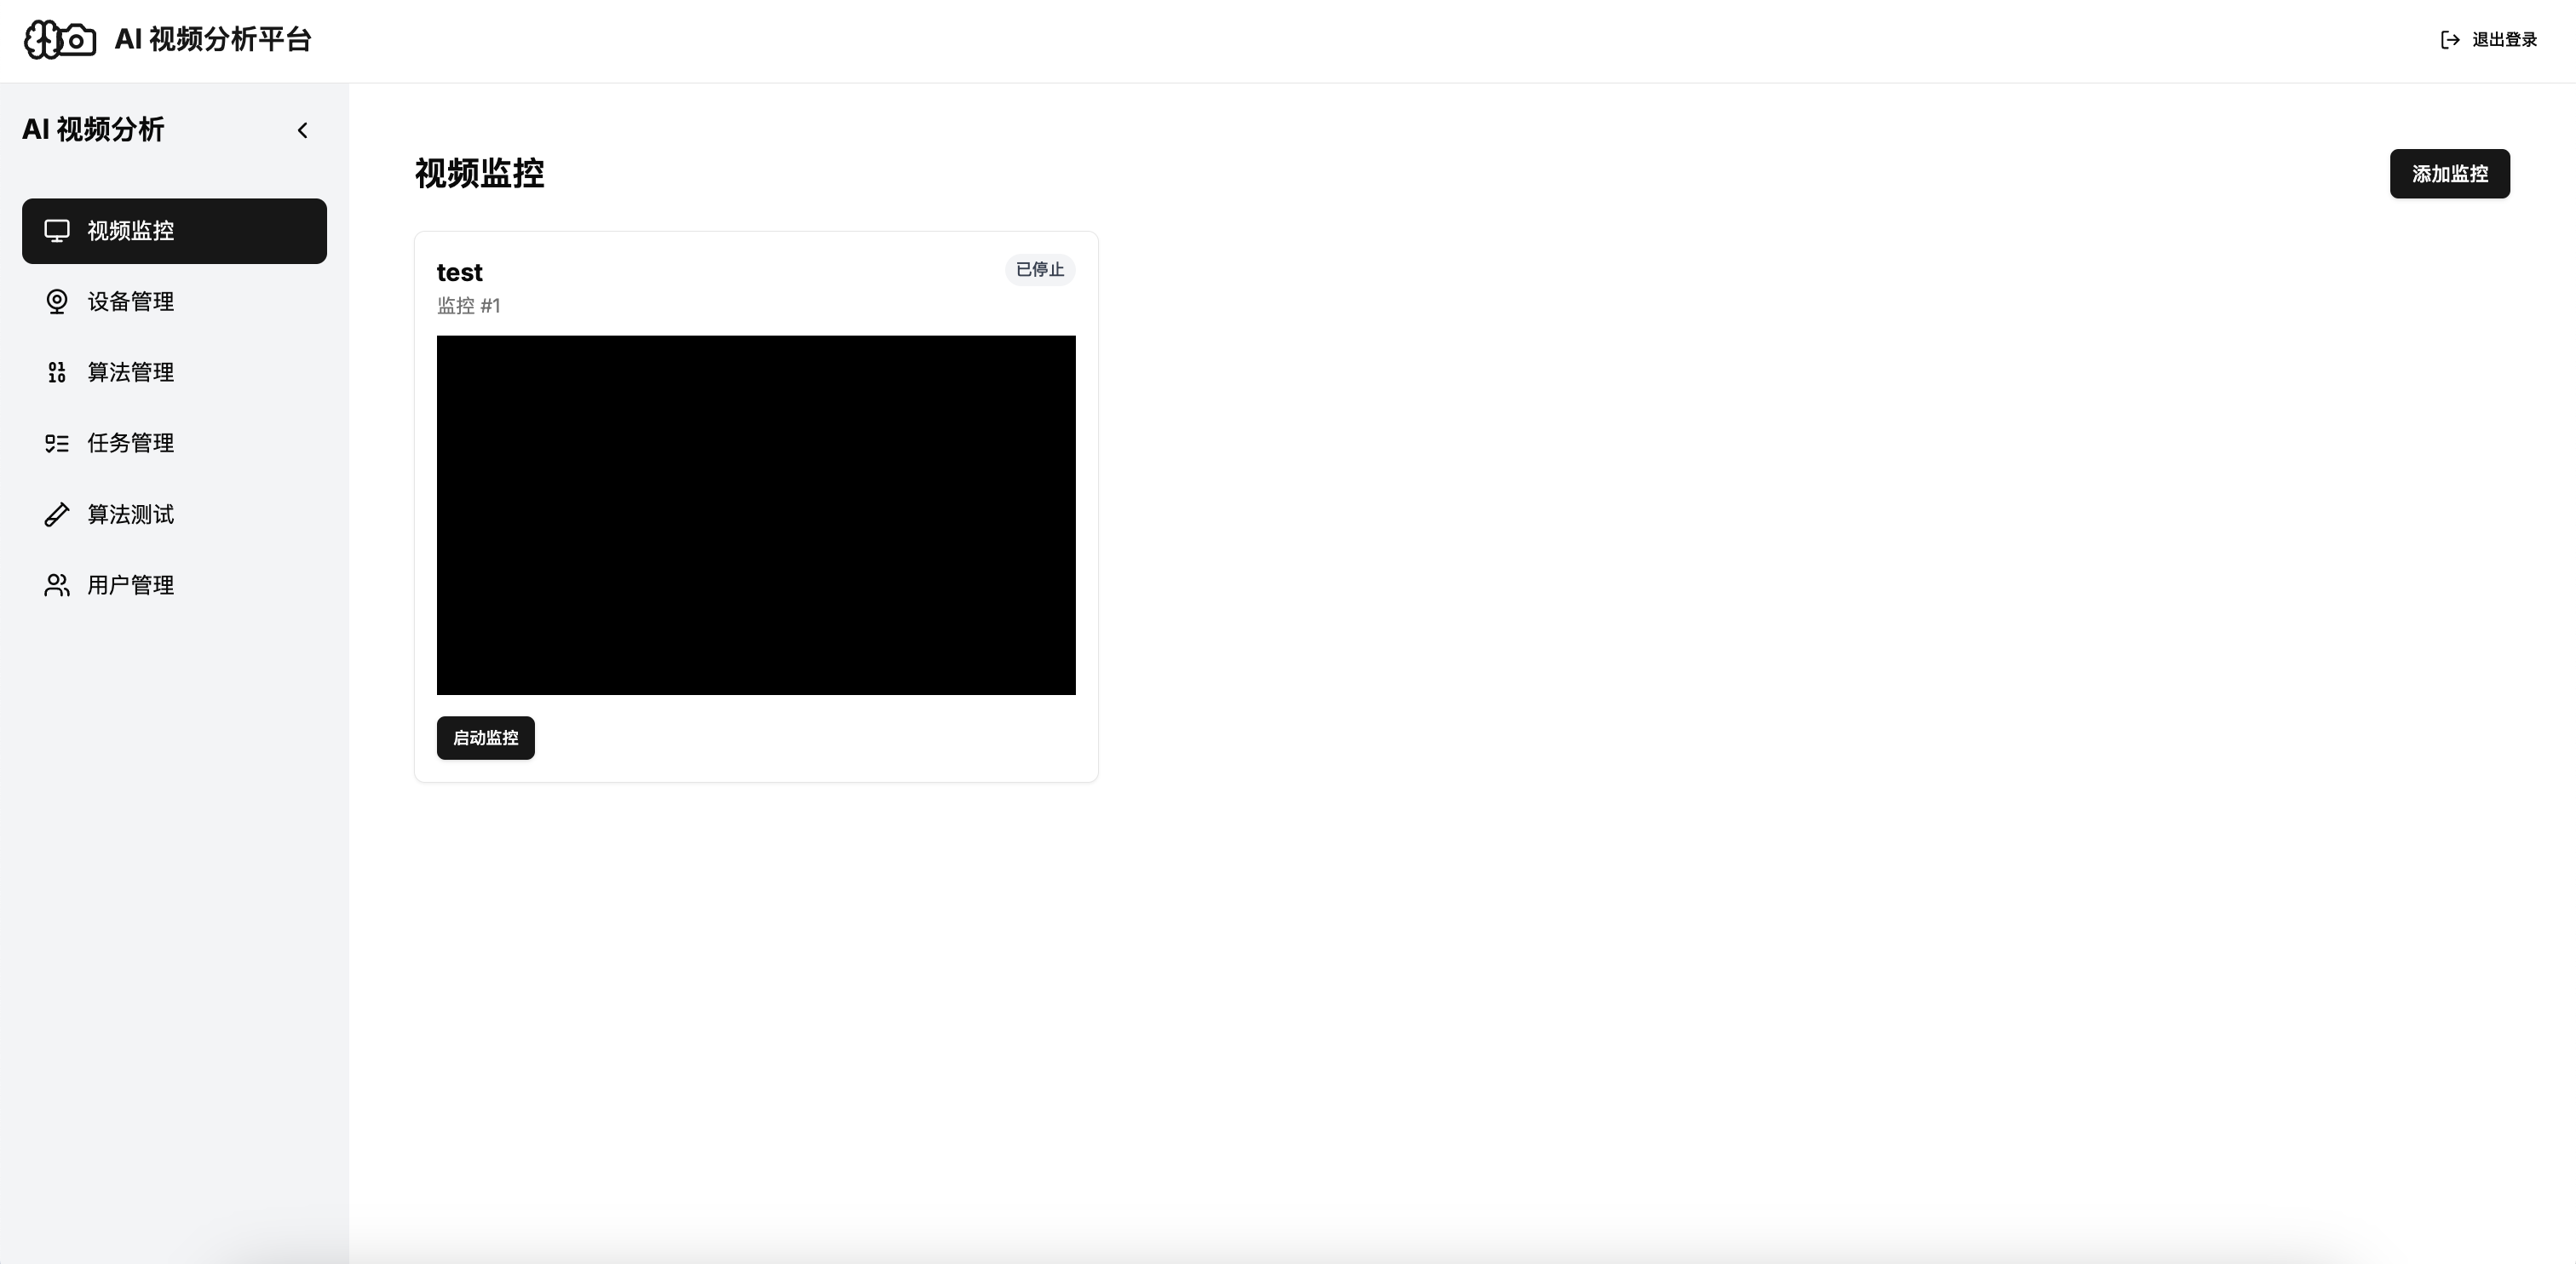 AI 视频分析平台
退出登录
AI 视频分析
视频监控
设备管理
算法管理
任务管理
算法测试
用户管理
视频监控
添加监控
test
已停止
监控 #1
启动监控